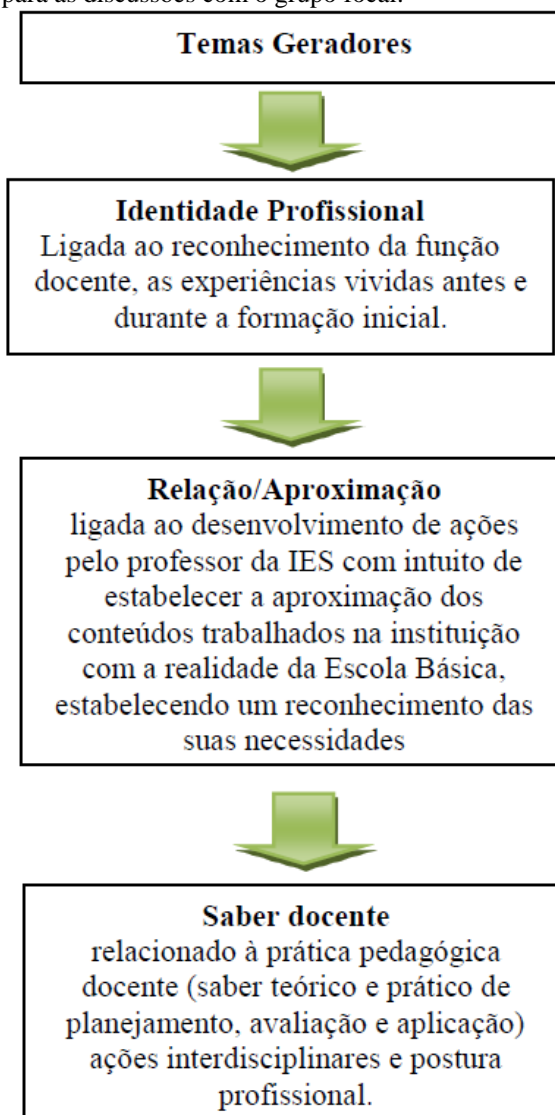 para as discussões com o grupo focal.
Temas Geradores
Identidade Profissional
Ligada ao reconhecimento da função
docente, as experiências vividas antes e
durante a formação inicial.
Relação/Aproximação
ligada ao desenvolvimento de ações
pelo professor da IES com intuito de
estabelecer a aproximação dos
conteúdos trabalhados na instituição
com a realidade da Escola Básica,
estabelecendo um reconhecimento das
suas necessidades
Saber docente
relacionado à prática pedagógica
docente (saber teórico e prático de
planejamento, avaliação e aplicação)
ações interdisciplinares e postura
profissional.